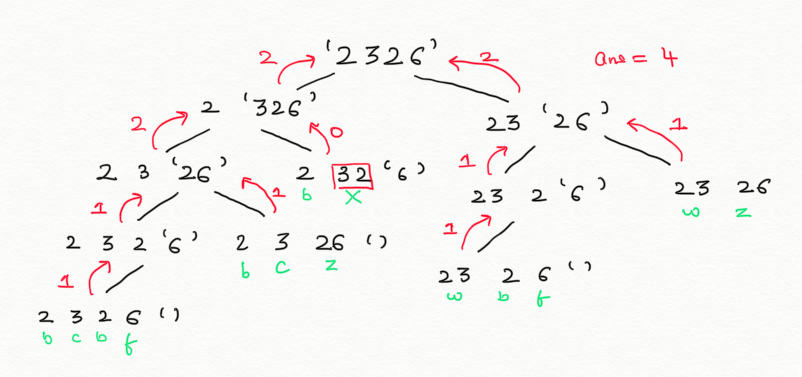 2 '2326' 2 ans = 4
2 '326' 23 '26' 1
2 0
2 3 '26' 2 32 '6' 1
b X
23 2 '6' 23 26
w z
1 1
2 3 2 '6' 2 3 26 () 1
b c z
1 23 2 6 ()
w b f
2 3 2 6 ()
b c b f